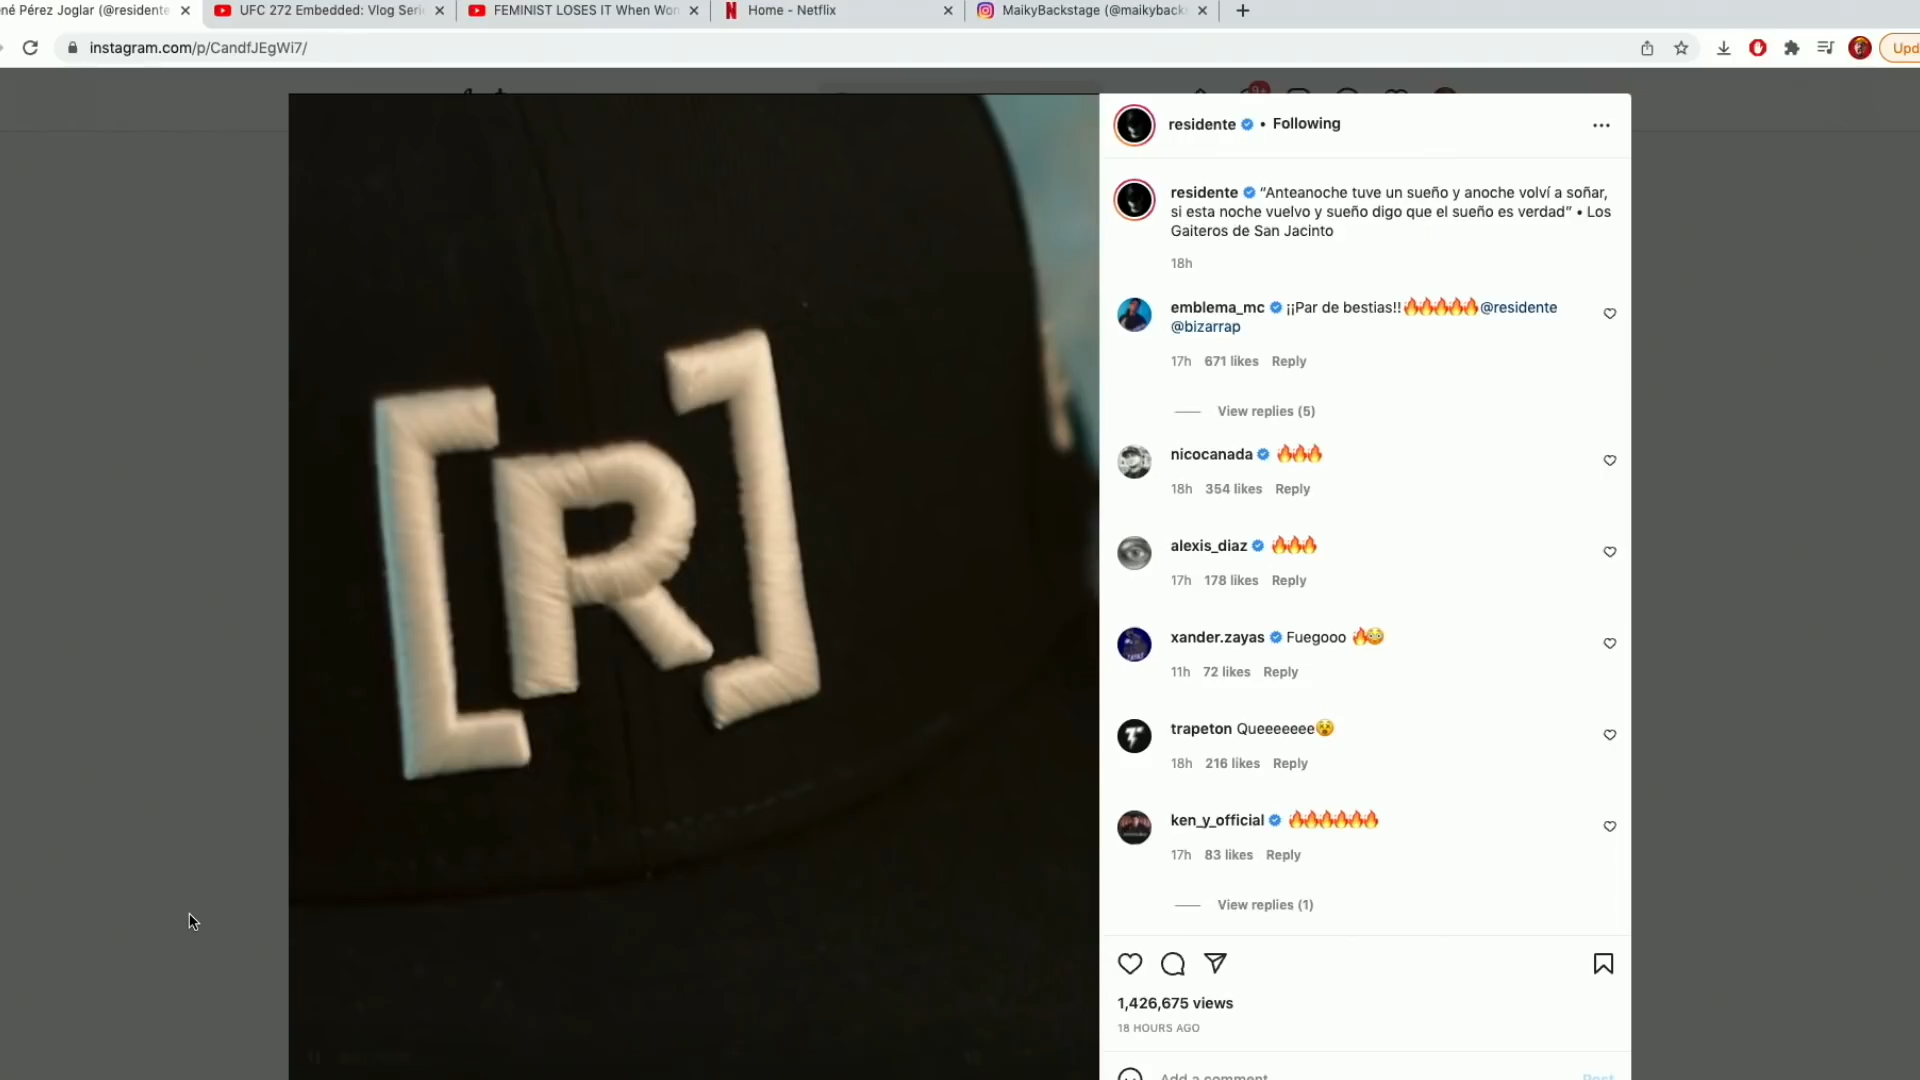 né Pérez Joglar (@residente
UFC 272 Embedded: Vlog Seri
FEMINIST LOSES IT When Wor
Home - Netflix
MaikyBackstage (@maikyback
instagram.com/p/CandfJEgWi7/
Upd
9+
[R]
residente • Following
residente “Anteanoche tuve un sueño y anoche volví a soñar,
si esta noche vuelvo y sueño digo que el sueño es verdad” • Los
Gaiteros de San Jacinto
18h
emblema_mc ¡¡Par de bestias!!🔥🔥🔥🔥🔥@residente
@bizarrap
17h 671 likes Reply
View replies (5)
nicocanada 🔥🔥🔥
18h 354 likes Reply
alexis_diaz 🔥🔥🔥
17h 178 likes Reply
xander.zayas Fuegooo 🔥😳
11h 72 likes Reply
trapeton Queeeeeee😵
18h 216 likes Reply
ken_y_official 🔥🔥🔥🔥🔥🔥
17h 83 likes Reply
View replies (1)
1,426,675 views
18 HOURS AGO
Add a comment...
Post